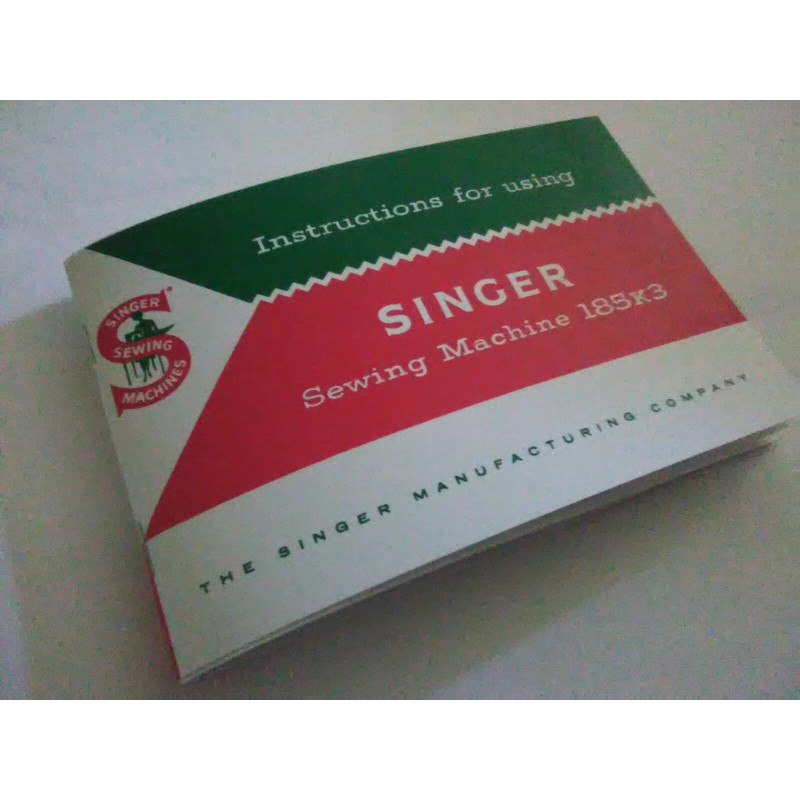 Instructions for using
SINGER
Sewing Machine 185K3
SINGER
SEWING
MACHINES
THE SINGER MANUFACTURING COMPANY